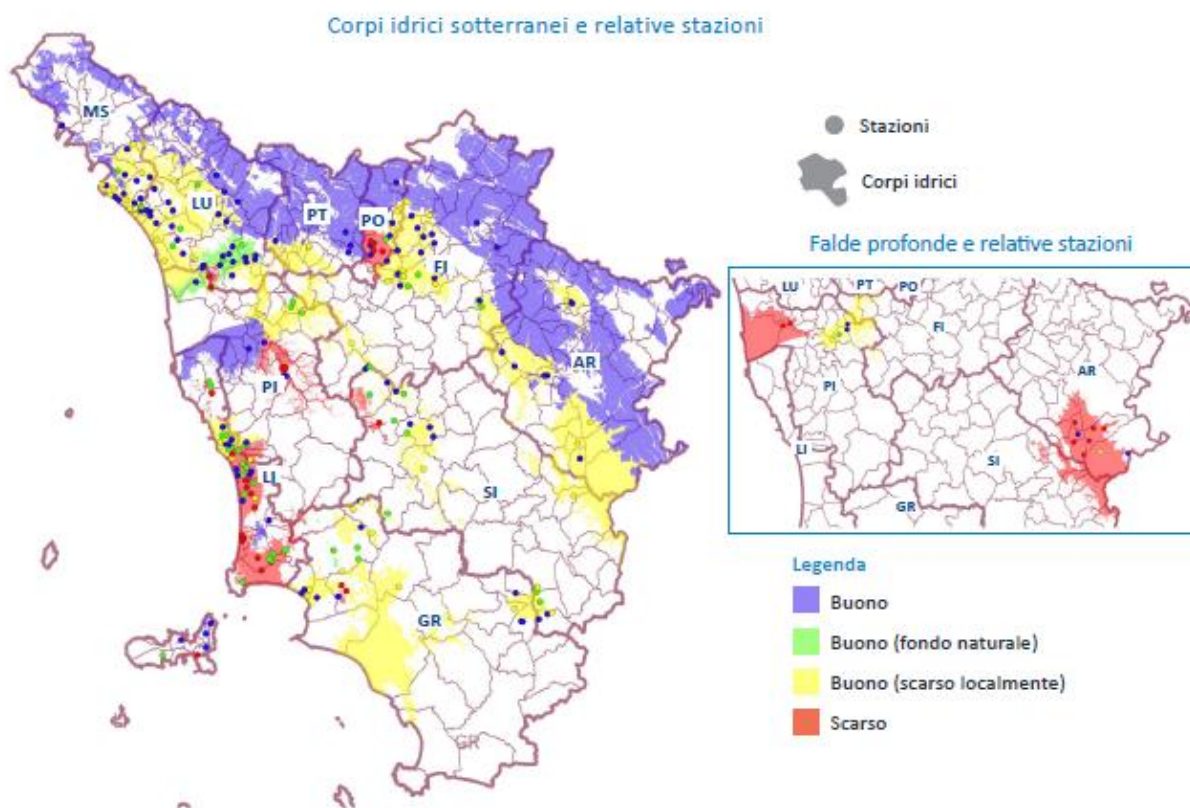 Corpi idrici sotterranei e relative stazioni
MS
LU
PT
PO
FI
AR
PI
LI
SI
GR
GR
Stazioni
Corpi idrici
Falde profonde e relative stazioni
LU
PT
PO
FI
AR
PI
LI
SI
GR
Legenda
Buono
Buono (fondo naturale)
Buono (scarso localmente)
Scarso